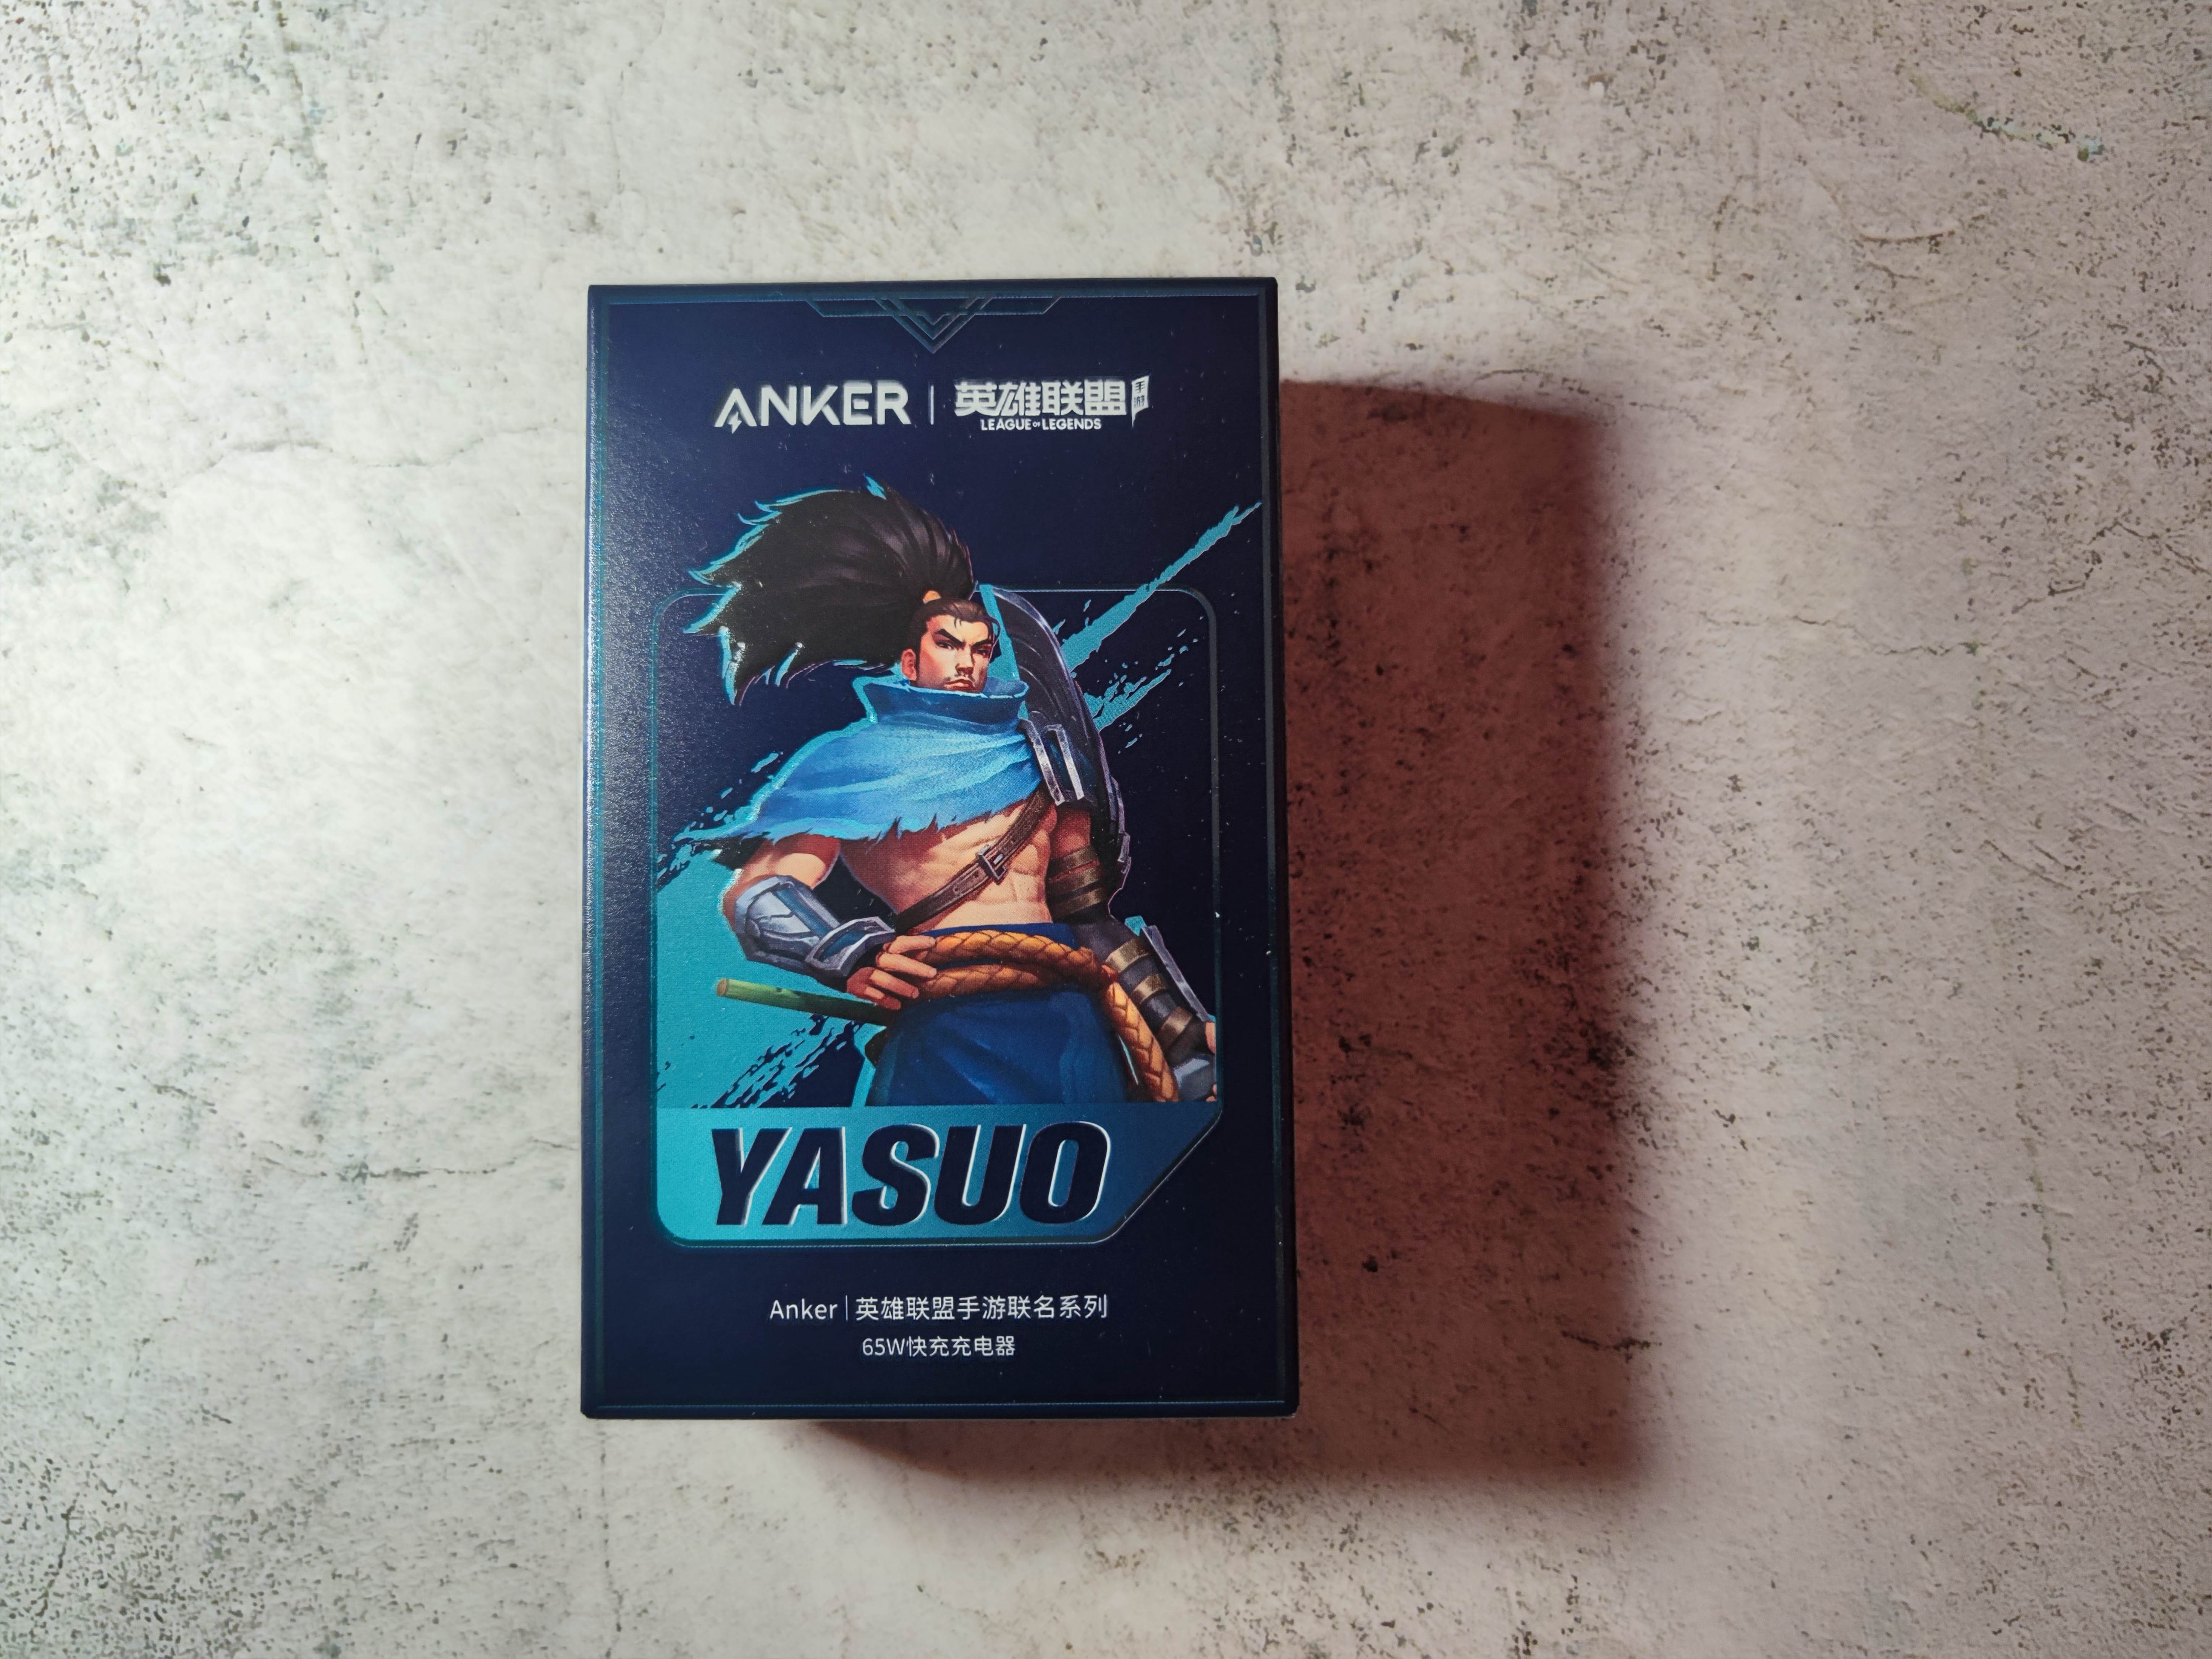 ANKER | 英雄联盟手游
LEAGUE OF LEGENDS
YASUO
Anker | 英雄联盟手游联名系列
65W快充充电器